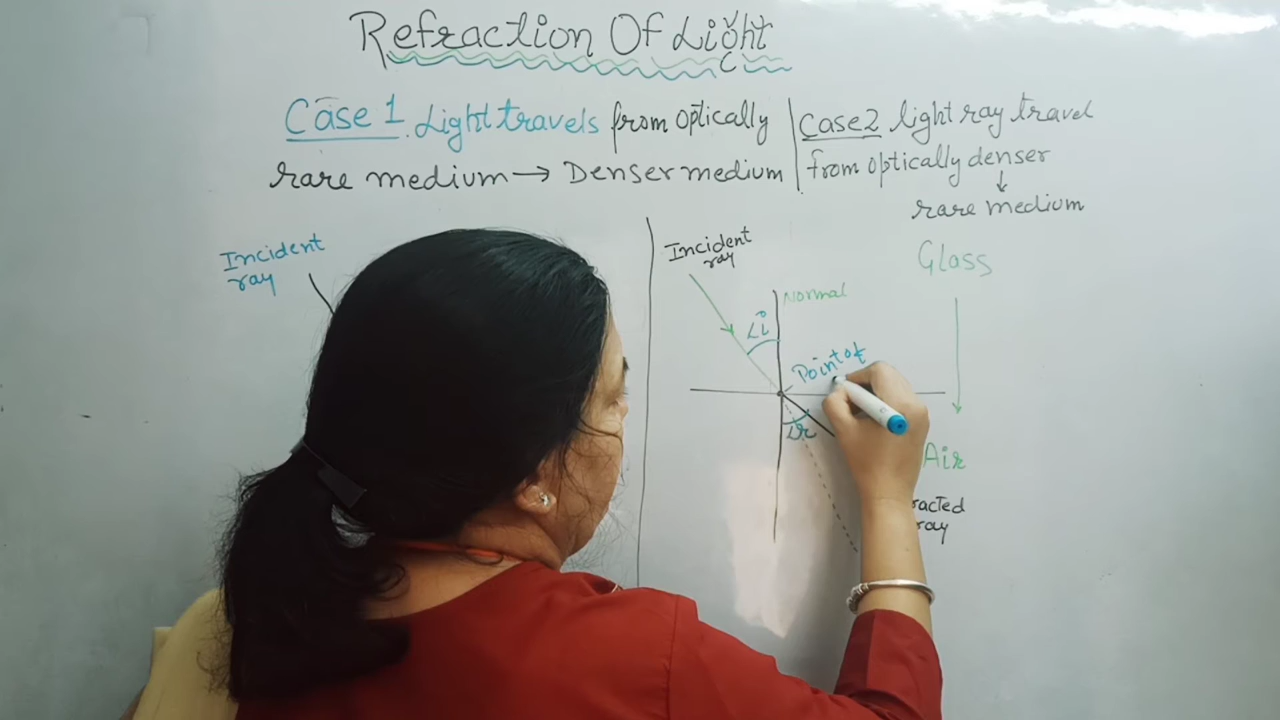 Refraction Of Light
Case 1. Light travels from optically
rare medium → Denser medium
Case 2 light ray travel
from optically denser
↓
rare medium
Incident
ray
Incident
ray
Normal
∠i
Point of
∠r
Glass
Air
racted
ray